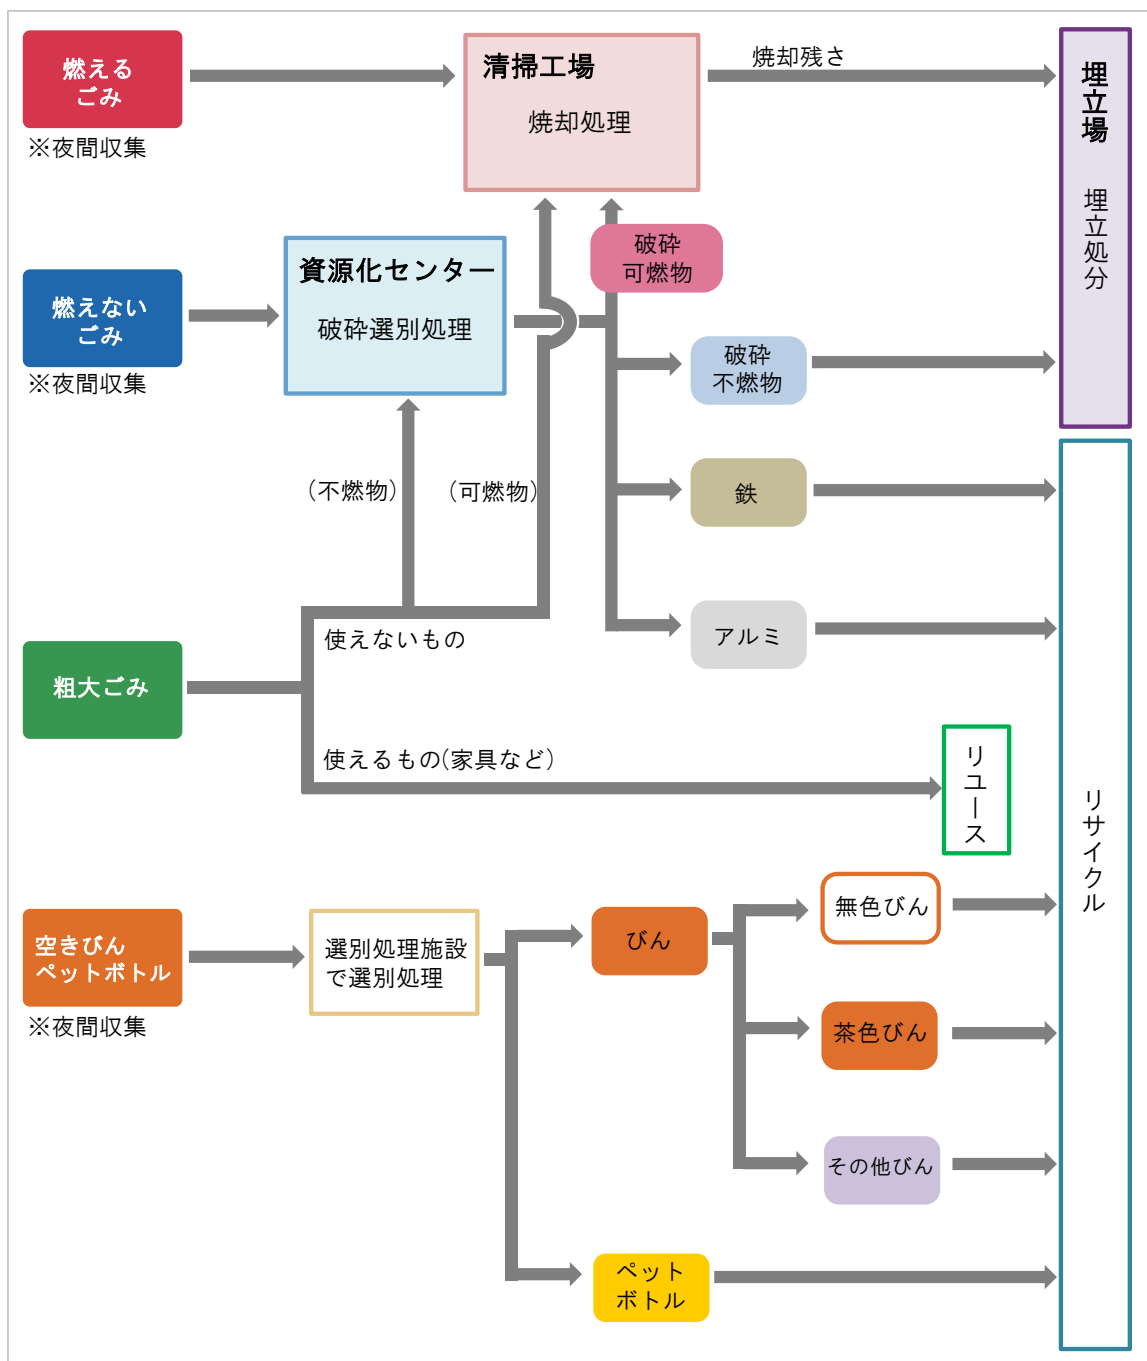 燃える
ごみ
※夜間収集
清掃工場
焼却処理
焼却残さ
埋立場
埋立処分
燃えない
ごみ
※夜間収集
資源化センター
破砕選別処理
破砕
可燃物
破砕
不燃物
(不燃物)
(可燃物)
鉄
アルミ
粗大ごみ
使えないもの
使えるもの(家具など)
リユース
リサイクル
空きびん
ペットボトル
※夜間収集
選別処理施設
で選別処理
びん
無色びん
茶色びん
その他びん
ペット
ボトル